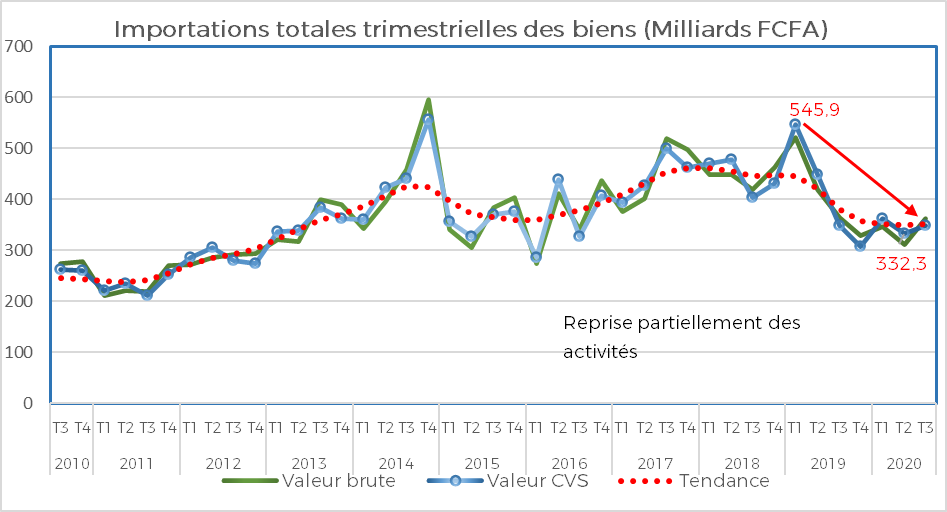 Importations totales trimestrielles des biens (Milliards FCFA)
700
600
500
400
300
200
100
0
545,9
332,3
Reprise partiellement des
activités
T3 T4 T1 T2 T3 T4 T1 T2 T3 T4 T1 T2 T3 T4 T1 T2 T3 T4 T1 T2 T3 T4 T1 T2 T3 T4 T1 T2 T3 T4 T1 T2 T3 T4 T1 T2 T3 T4 T1 T2 T3
2010 2011 2012 2013 2014 2015 2016 2017 2018 2019 2020
Valeur brute Valeur CVS Tendance